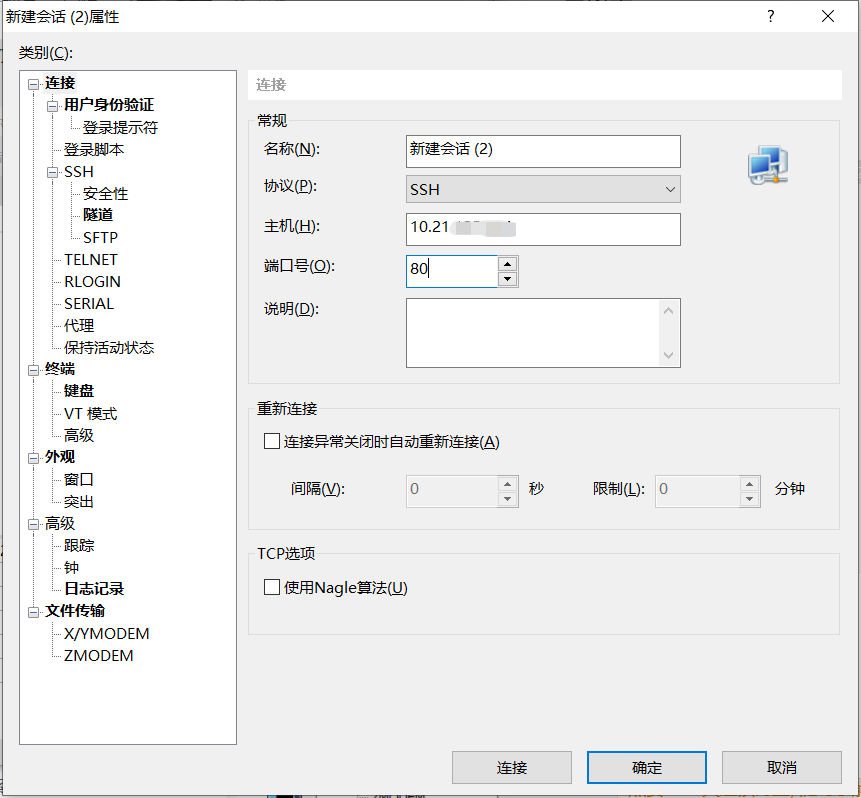 新建会话 (2)属性
?
类别(C):
连接
用户身份验证
登录提示符
登录脚本
SSH
安全性
隧道
SFTP
TELNET
RLOGIN
SERIAL
代理
保持活动状态
终端
键盘
VT 模式
高级
外观
窗口
突出
高级
跟踪
钟
日志记录
文件传输
X/YMODEM
ZMODEM
连接
常规
名称(N): 新建会话 (2)
协议(P): SSH
主机(H): 10.21
端口号(O): 80
说明(D):
重新连接
连接异常关闭时自动重新连接(A)
间隔(V): 0 秒 限制(L): 0 分钟
TCP选项
使用Nagle算法(U)
连接 确定 取消